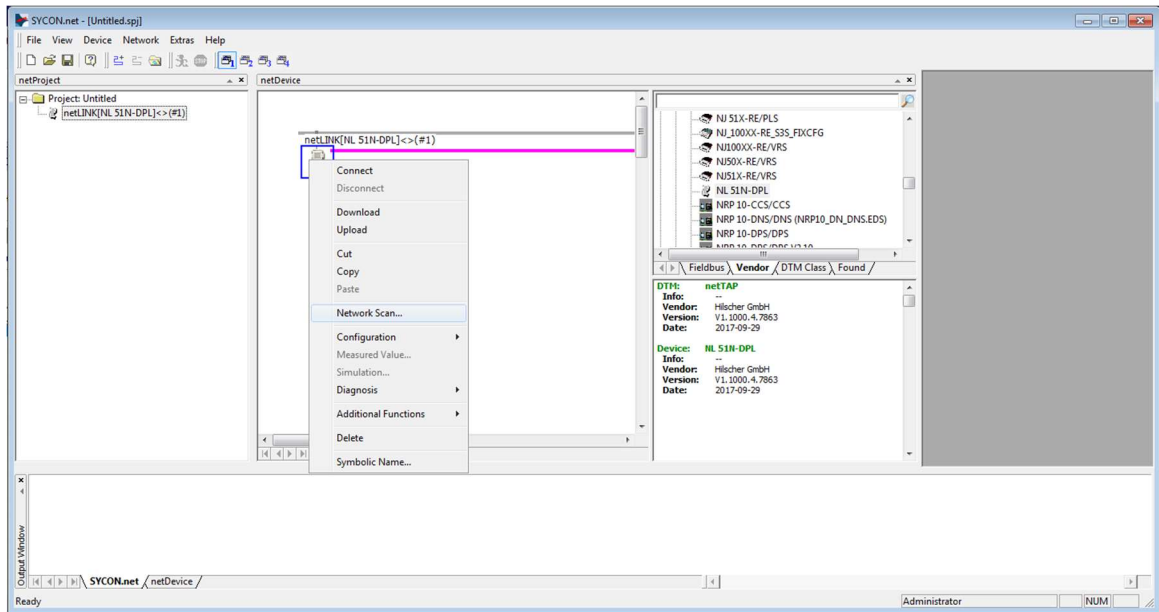 SYCON.net - [Untitled.spj]
File View Device Network Extras Help
netProject
netDevice
Project: Untitled
netLINK[NL 51N-DPL]<>(#1)
netLINK[NL 51N-DPL]<>(#1)
Connect
Disconnect
Download
Upload
Cut
Copy
Paste
Network Scan...
Configuration
Measured Value...
Simulation...
Diagnosis
Additional Functions
Delete
Symbolic Name...
NJ 51X-RE/PLS
NJ_100XX-RE_S3S_FIXCFG
NJ100XX-RE/VRS
NJ50X-RE/VRS
NJ51X-RE/VRS
NL 51N-DPL
NRP 10-CCS/CCS
NRP 10-DNS/DNS (NRP10_DN_DNS.EDS)
NRP 10-DPS/DPS
NRP 10-DPS/DPS V2.10
Fieldbus Vendor DTM Class Found
DTM: netTAP
Info: --
Vendor: Hilscher GmbH
Version: V1.1000.4.7863
Date: 2017-09-29
Device: NL 51N-DPL
Info: --
Vendor: Hilscher GmbH
Version: V1.1000.4.7863
Date: 2017-09-29
Output Window
SYCON.net netDevice
Ready
Administrator
NUM